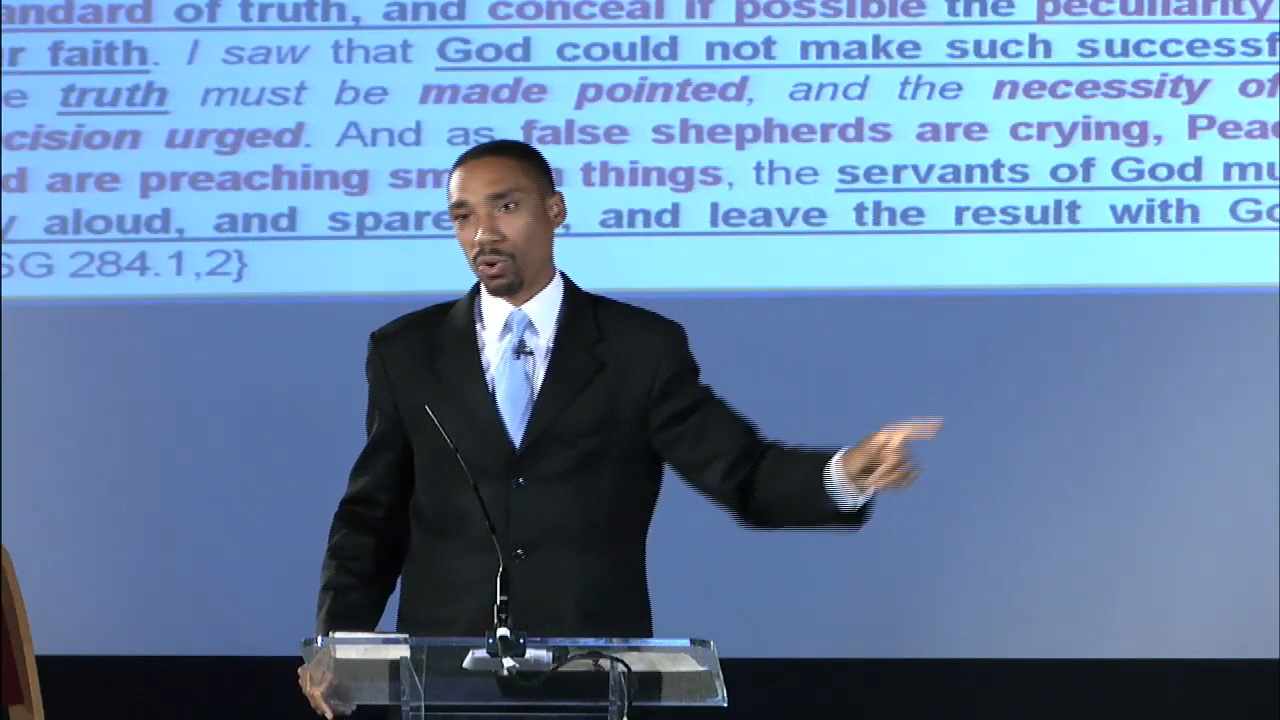 andard of truth, and conceal if possible the peculiarity
r faith. I saw that God could not make such successf
e truth must be made pointed, and the necessity of
cision urged. And as false shepherds are crying, Peac
d are preaching sm h things, the servants of God mu
y aloud, and spare , and leave the result with Go
SG 284.1,2}